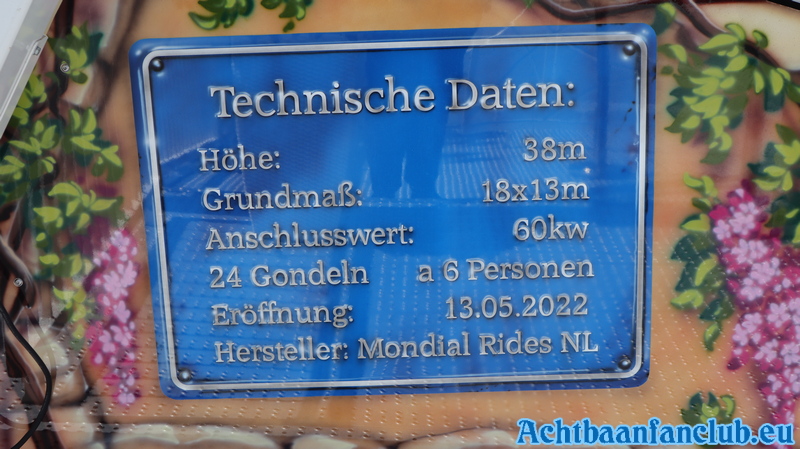 Technische Daten:
Höhe: 38m
Grundmaß: 18x13m
Anschlusswert: 60kw
24 Gondeln a 6 Personen
Eröffnung: 13.05.2022
Hersteller: Mondial Rides NL
Achtbaanfanclub.eu